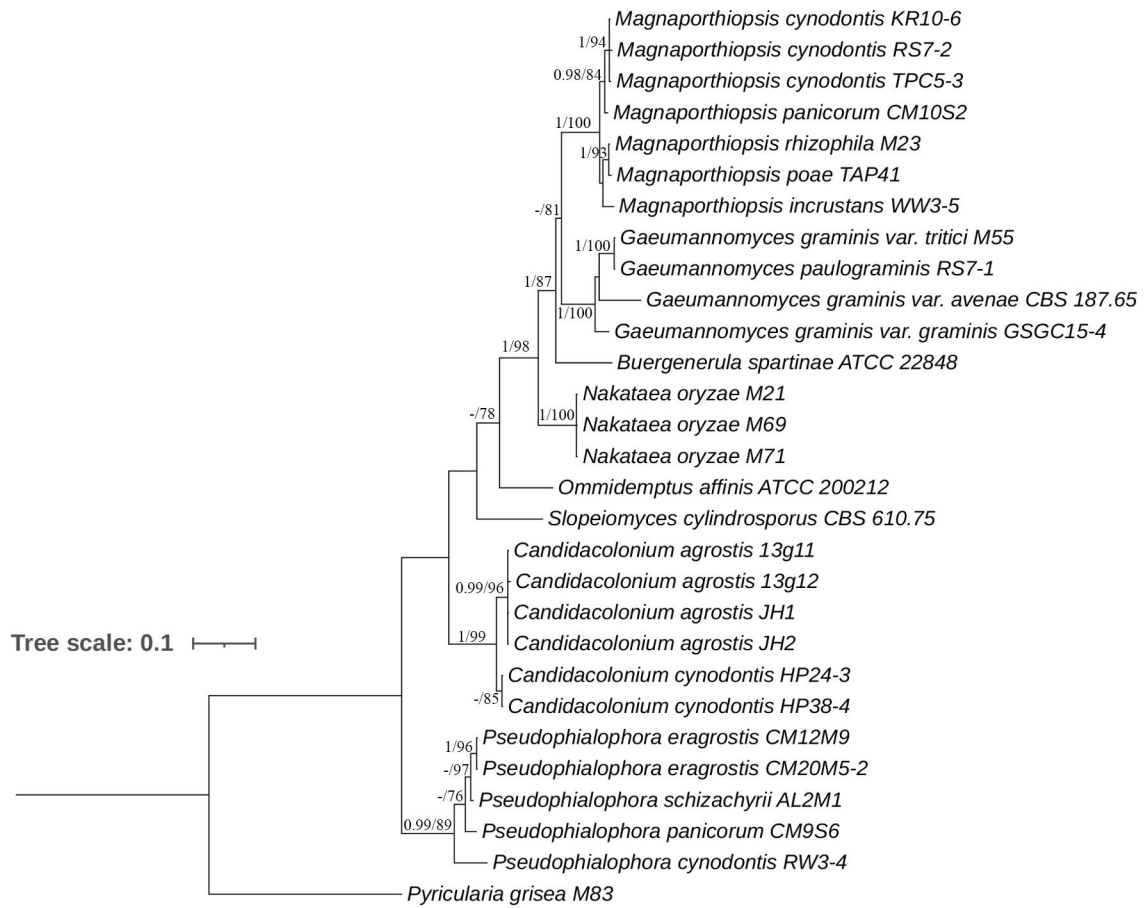 Magnaporthiopsis cynodontis KR10-6
1/94
Magnaporthiopsis cynodontis RS7-2
0.98/84
Magnaporthiopsis cynodontis TPC5-3
Magnaporthiopsis panicorum CM10S2
1/100
Magnaporthiopsis rhizophila M23
1/93
Magnaporthiopsis poae TAP41
Magnaporthiopsis incrustans WW3-5
-/81
Gaeumannomyces graminis var. tritici M55
1/100
Gaeumannomyces paulograminis RS7-1
1/87
Gaeumannomyces graminis var. avenae CBS 187.65
1/100
Gaeumannomyces graminis var. graminis GSGC15-4
1/98
Buergenerula spartinae ATCC 22848
Nakataea oryzae M21
-/78
1/100
Nakataea oryzae M69
Nakataea oryzae M71
Ommidemptus affinis ATCC 200212
Slopeiomyces cylindrosporus CBS 610.75
Candidacolonium agrostis 13g11
0.99/96
Candidacolonium agrostis 13g12
Candidacolonium agrostis JH1
1/99
Tree scale: 0.1
Candidacolonium agrostis JH2
Candidacolonium cynodontis HP24-3
-/85
Candidacolonium cynodontis HP38-4
Pseudophialophora eragrostis CM12M9
1/96
Pseudophialophora eragrostis CM20M5-2
-/97
Pseudophialophora schizachyrii AL2M1
-/76
0.99/89
Pseudophialophora panicorum CM9S6
Pseudophialophora cynodontis RW3-4
Pyricularia grisea M83